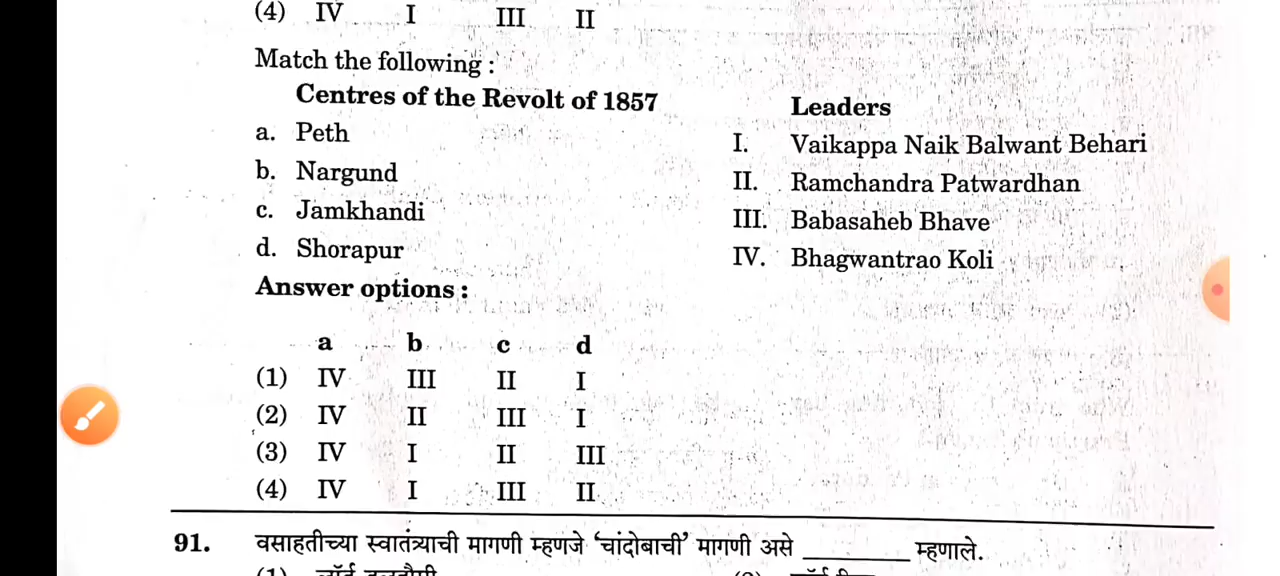 (4) IV I III II
Match the following :
Centres of the Revolt of 1857 Leaders
a. Peth I. Vaikappa Naik Balwant Behari
b. Nargund II. Ramchandra Patwardhan
c. Jamkhandi III. Babasaheb Bhave
d. Shorapur IV. Bhagwantrao Koli
Answer options :
a b c d
(1) IV III II I
(2) IV II III I
(3) IV I II III
(4) IV I III II
91. वसाहतीच्या स्वातंत्र्याची मागणी म्हणजे ‘चांदोबाची’ मागणी असे ________ म्हणाले.